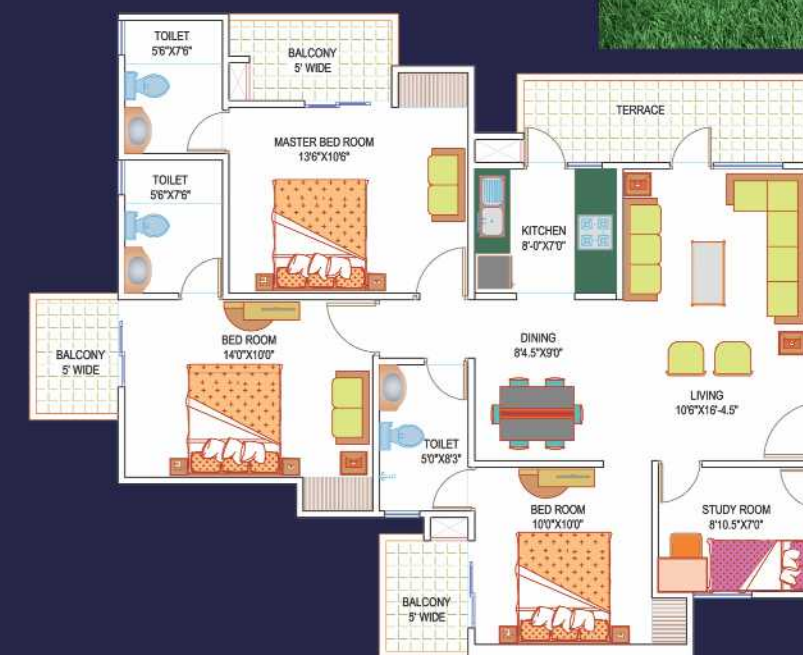 TOILET
5'6"X7'6"
BALCONY
5' WIDE
TERRACE
MASTER BED ROOM
13'6"X10'6"
TOILET
5'6"X7'6"
KITCHEN
8'-0"X7'0"
BED ROOM
14'0"X10'0"
DINING
8'4.5"X9'0"
BALCONY
5' WIDE
LIVING
10'6"X16'-4.5"
TOILET
5'0"X8'3"
BED ROOM
10'0"X10'0"
STUDY ROOM
8'10.5"X7'0"
BALCONY
5' WIDE